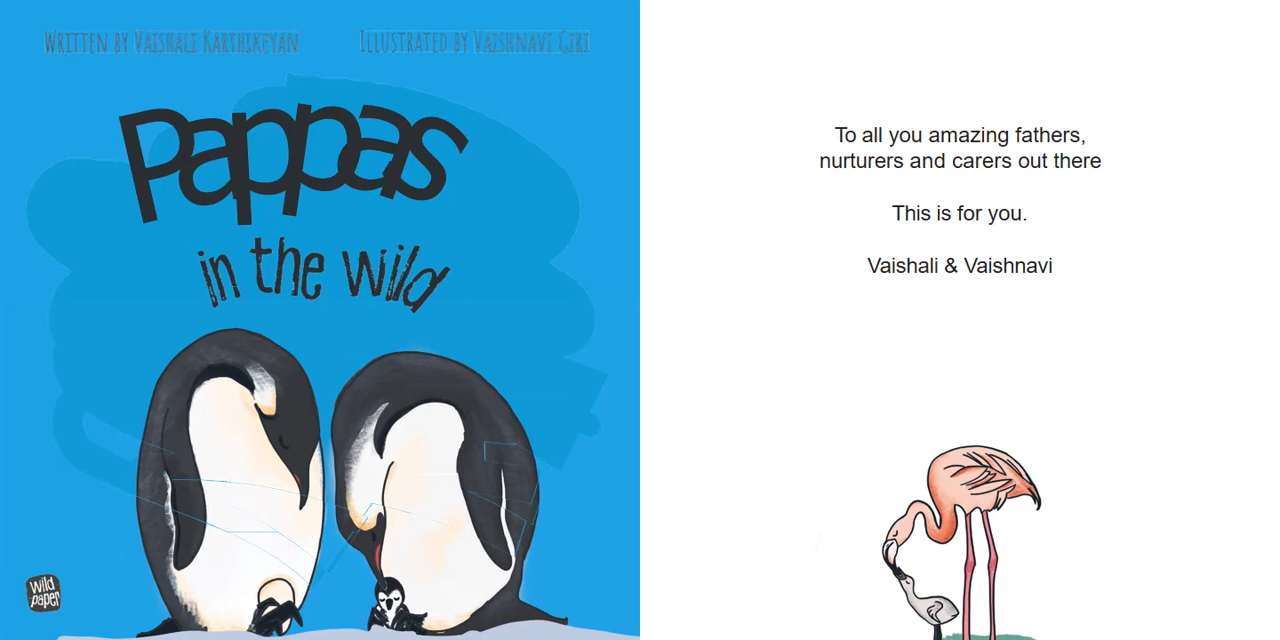 WRITTEN BY VAISHALI KARTHIKEYAN
ILLUSTRATED BY VAISHNAVI GIRI
Pappas
in the wild
wild
paper
To all you amazing fathers,
nurturers and carers out there
This is for you.
Vaishali & Vaishnavi